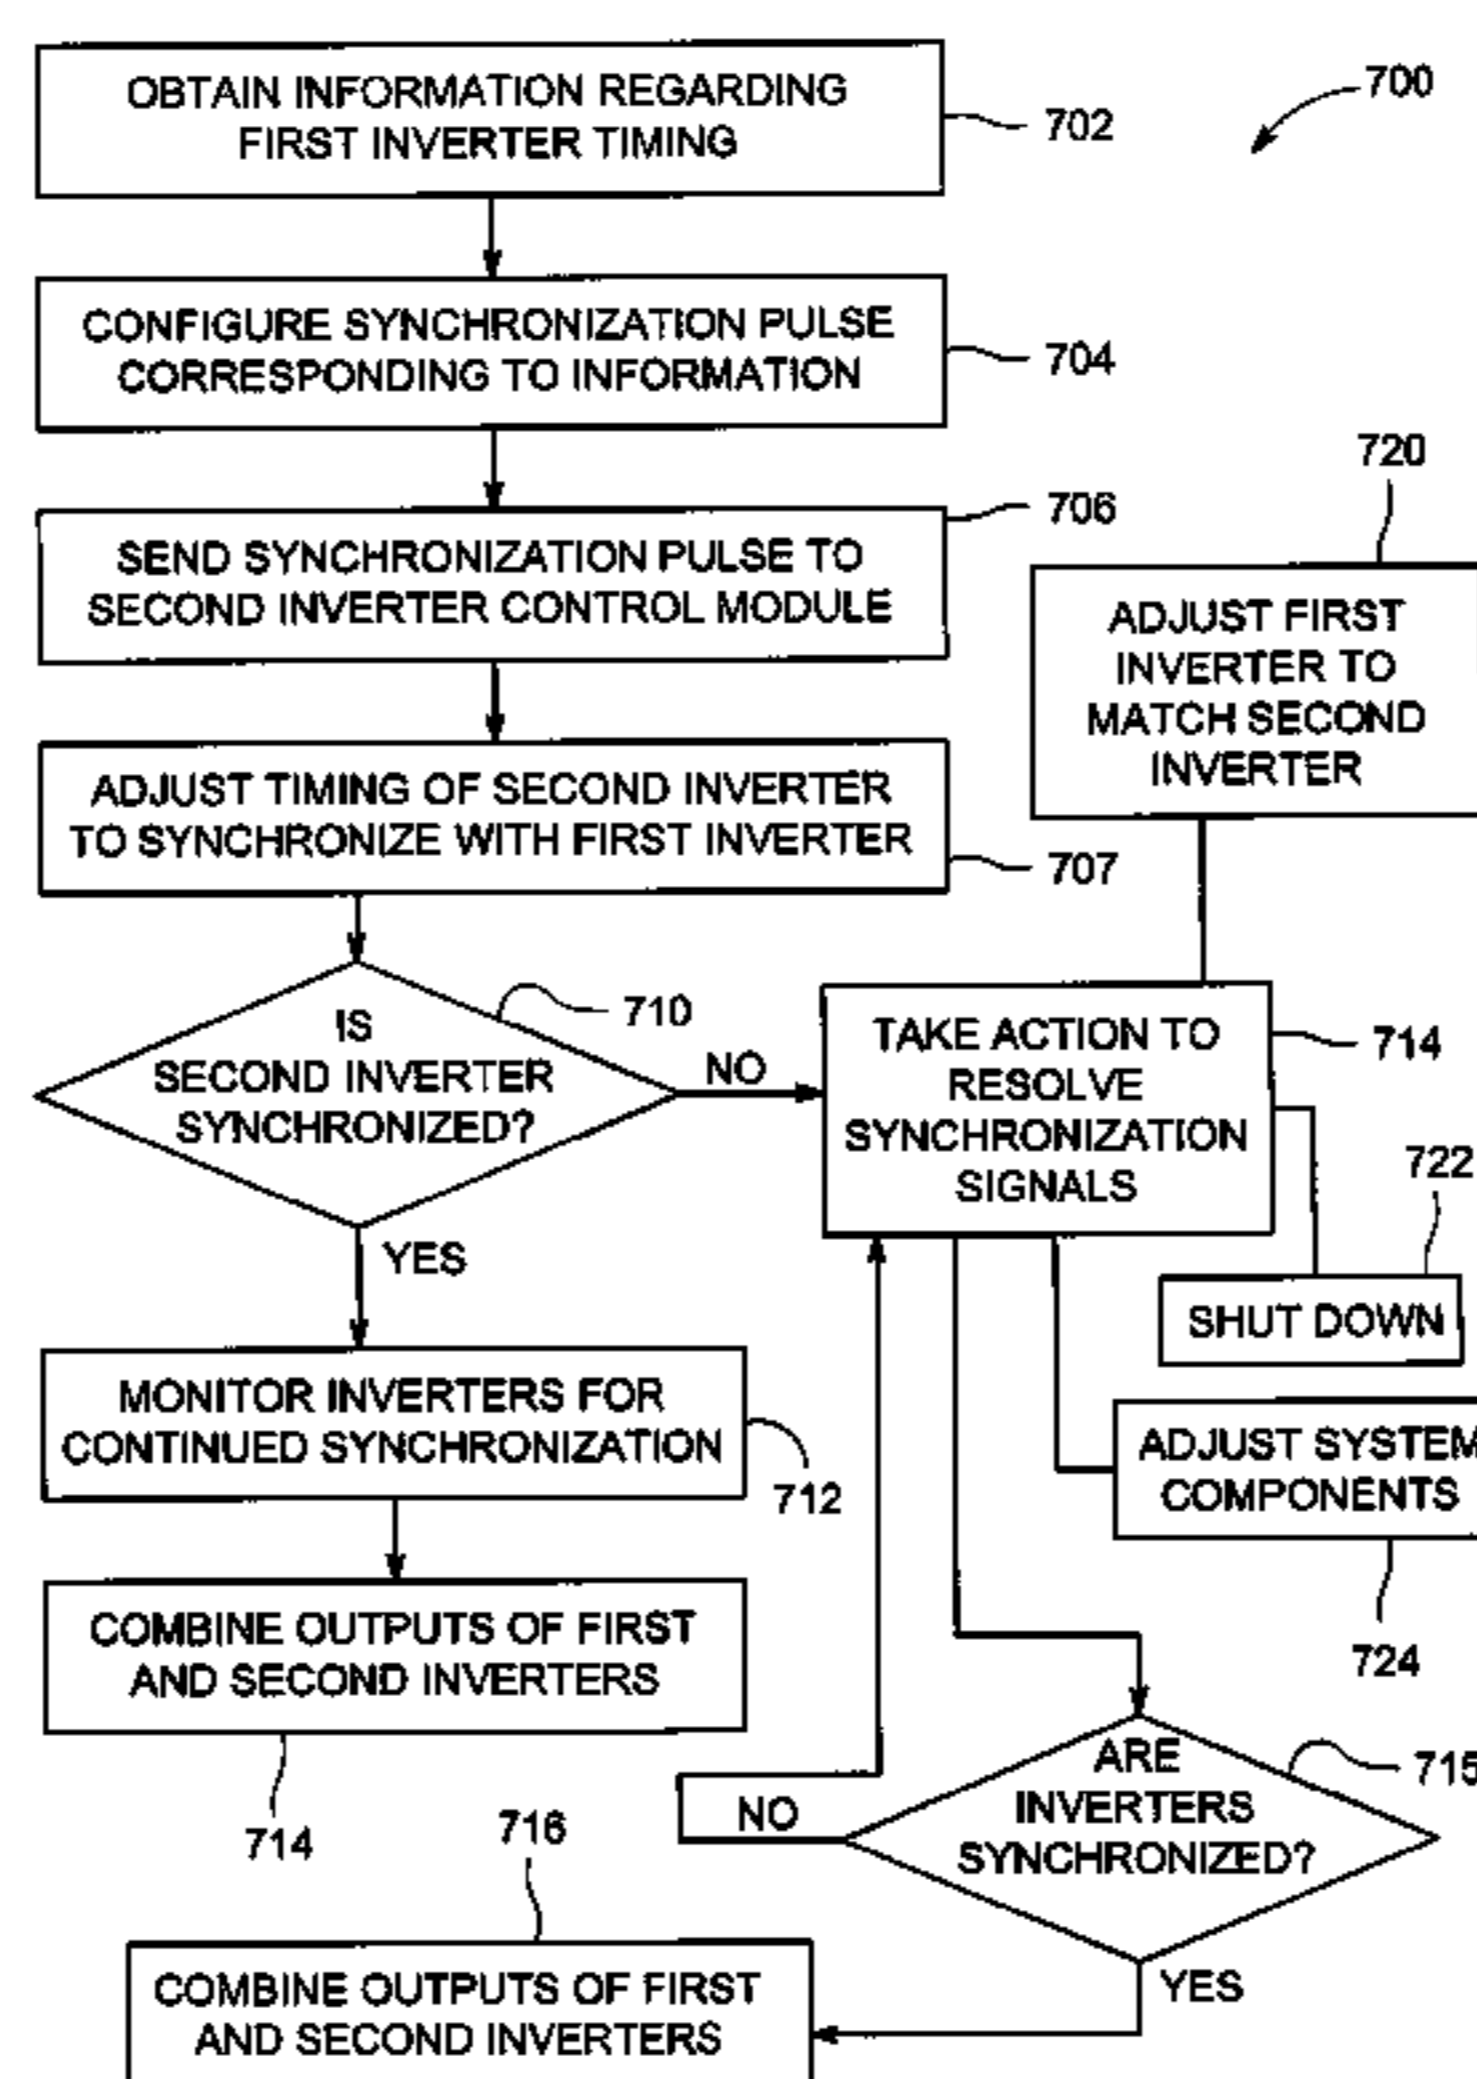 700
OBTAIN INFORMATION REGARDING
FIRST INVERTER TIMING
702
CONFIGURE SYNCHRONIZATION PULSE
CORRESPONDING TO INFORMATION
704
SEND SYNCHRONIZATION PULSE TO
SECOND INVERTER CONTROL MODULE
706
720
ADJUST FIRST
INVERTER TO
MATCH SECOND
INVERTER
ADJUST TIMING OF SECOND INVERTER
TO SYNCHRONIZE WITH FIRST INVERTER
707
IS
SECOND INVERTER
SYNCHRONIZED?
710
NO
TAKE ACTION TO
RESOLVE
SYNCHRONIZATION
SIGNALS
714
722
SHUT DOWN
YES
MONITOR INVERTERS FOR
CONTINUED SYNCHRONIZATION
712
ADJUST SYSTEM
COMPONENTS
724
COMBINE OUTPUTS OF FIRST
AND SECOND INVERTERS
714
ARE
INVERTERS
SYNCHRONIZED?
715
NO
716
YES
COMBINE OUTPUTS OF FIRST
AND SECOND INVERTERS